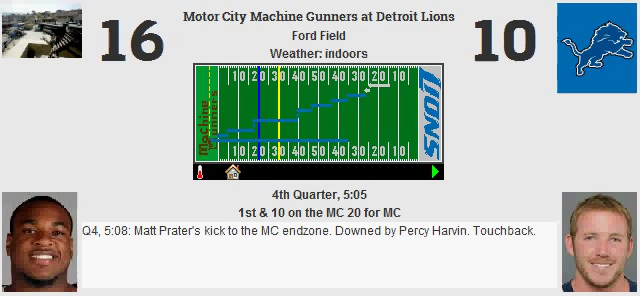 Motor City Machine Gunners at Detroit Lions
16
10
Ford Field
Weather: indoors
10 20 30 40 50 40 30 20 10
Machine Gunners
LIONS
10 20 30 40 50 40 30 20 10
4th Quarter, 5:05
1st & 10 on the MC 20 for MC
Q4, 5:08: Matt Prater's kick to the MC endzone. Downed by Percy Harvin. Touchback.